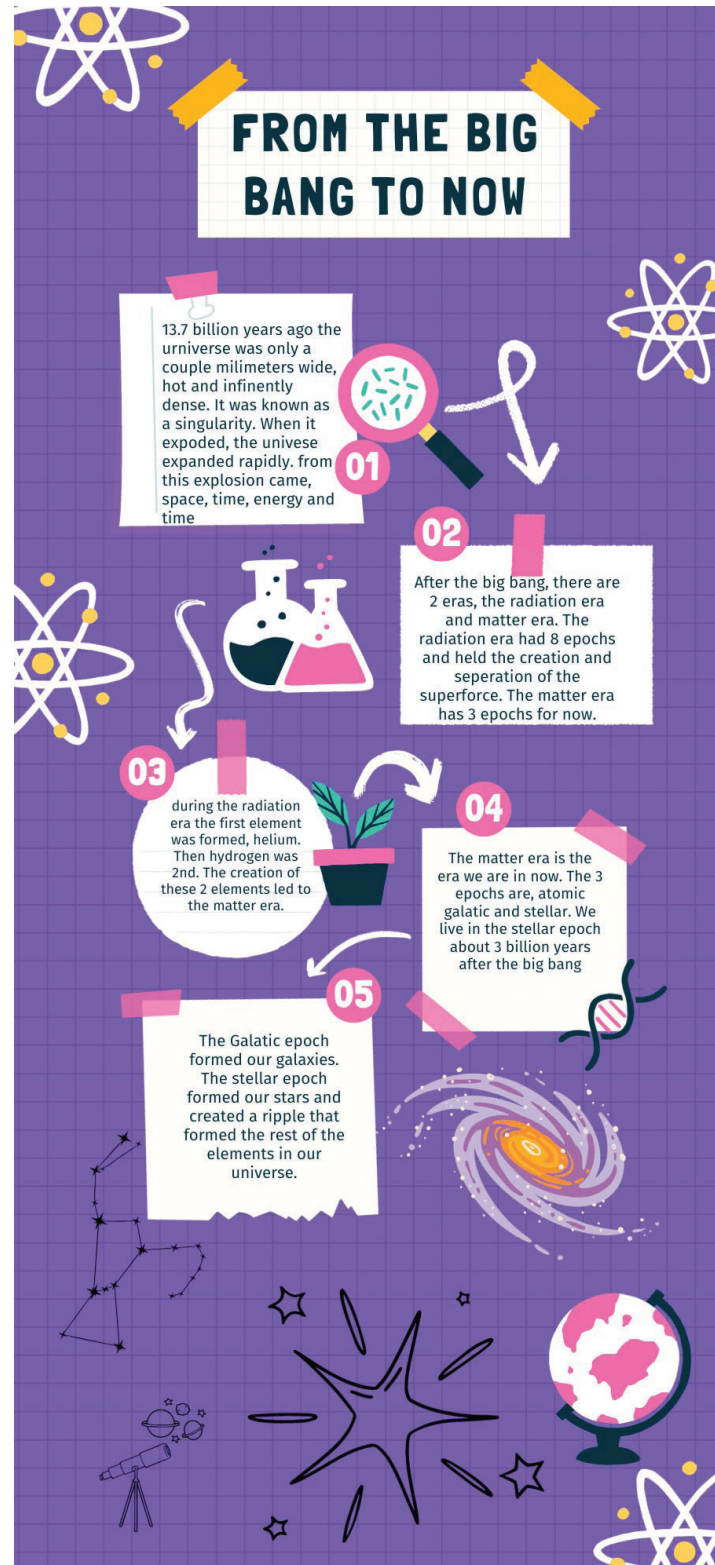 FROM THE BIG
BANG TO NOW
13.7 billion years ago the
urniverse was only a
couple milimeters wide,
hot and infinently
dense. It was known as
a singularity. When it
expoded, the univese
expanded rapidly. from
this explosion came,
space, time, energy and
time
01
02
After the big bang, there are
2 eras, the radiation era
and matter era. The
radiation era had 8 epochs
and held the creation and
seperation of the
superforce. The matter era
has 3 epochs for now.
03
during the radiation
era the first element
was formed, helium.
Then hydrogen was
2nd. The creation of
these 2 elements led to
the matter era.
04
The matter era is the
era we are in now. The 3
epochs are, atomic
galatic and stellar. We
live in the stellar epoch
about 3 billion years
after the big bang
05
The Galatic epoch
formed our galaxies.
The stellar epoch
formed our stars and
created a ripple that
formed the rest of the
elements in our
universe.